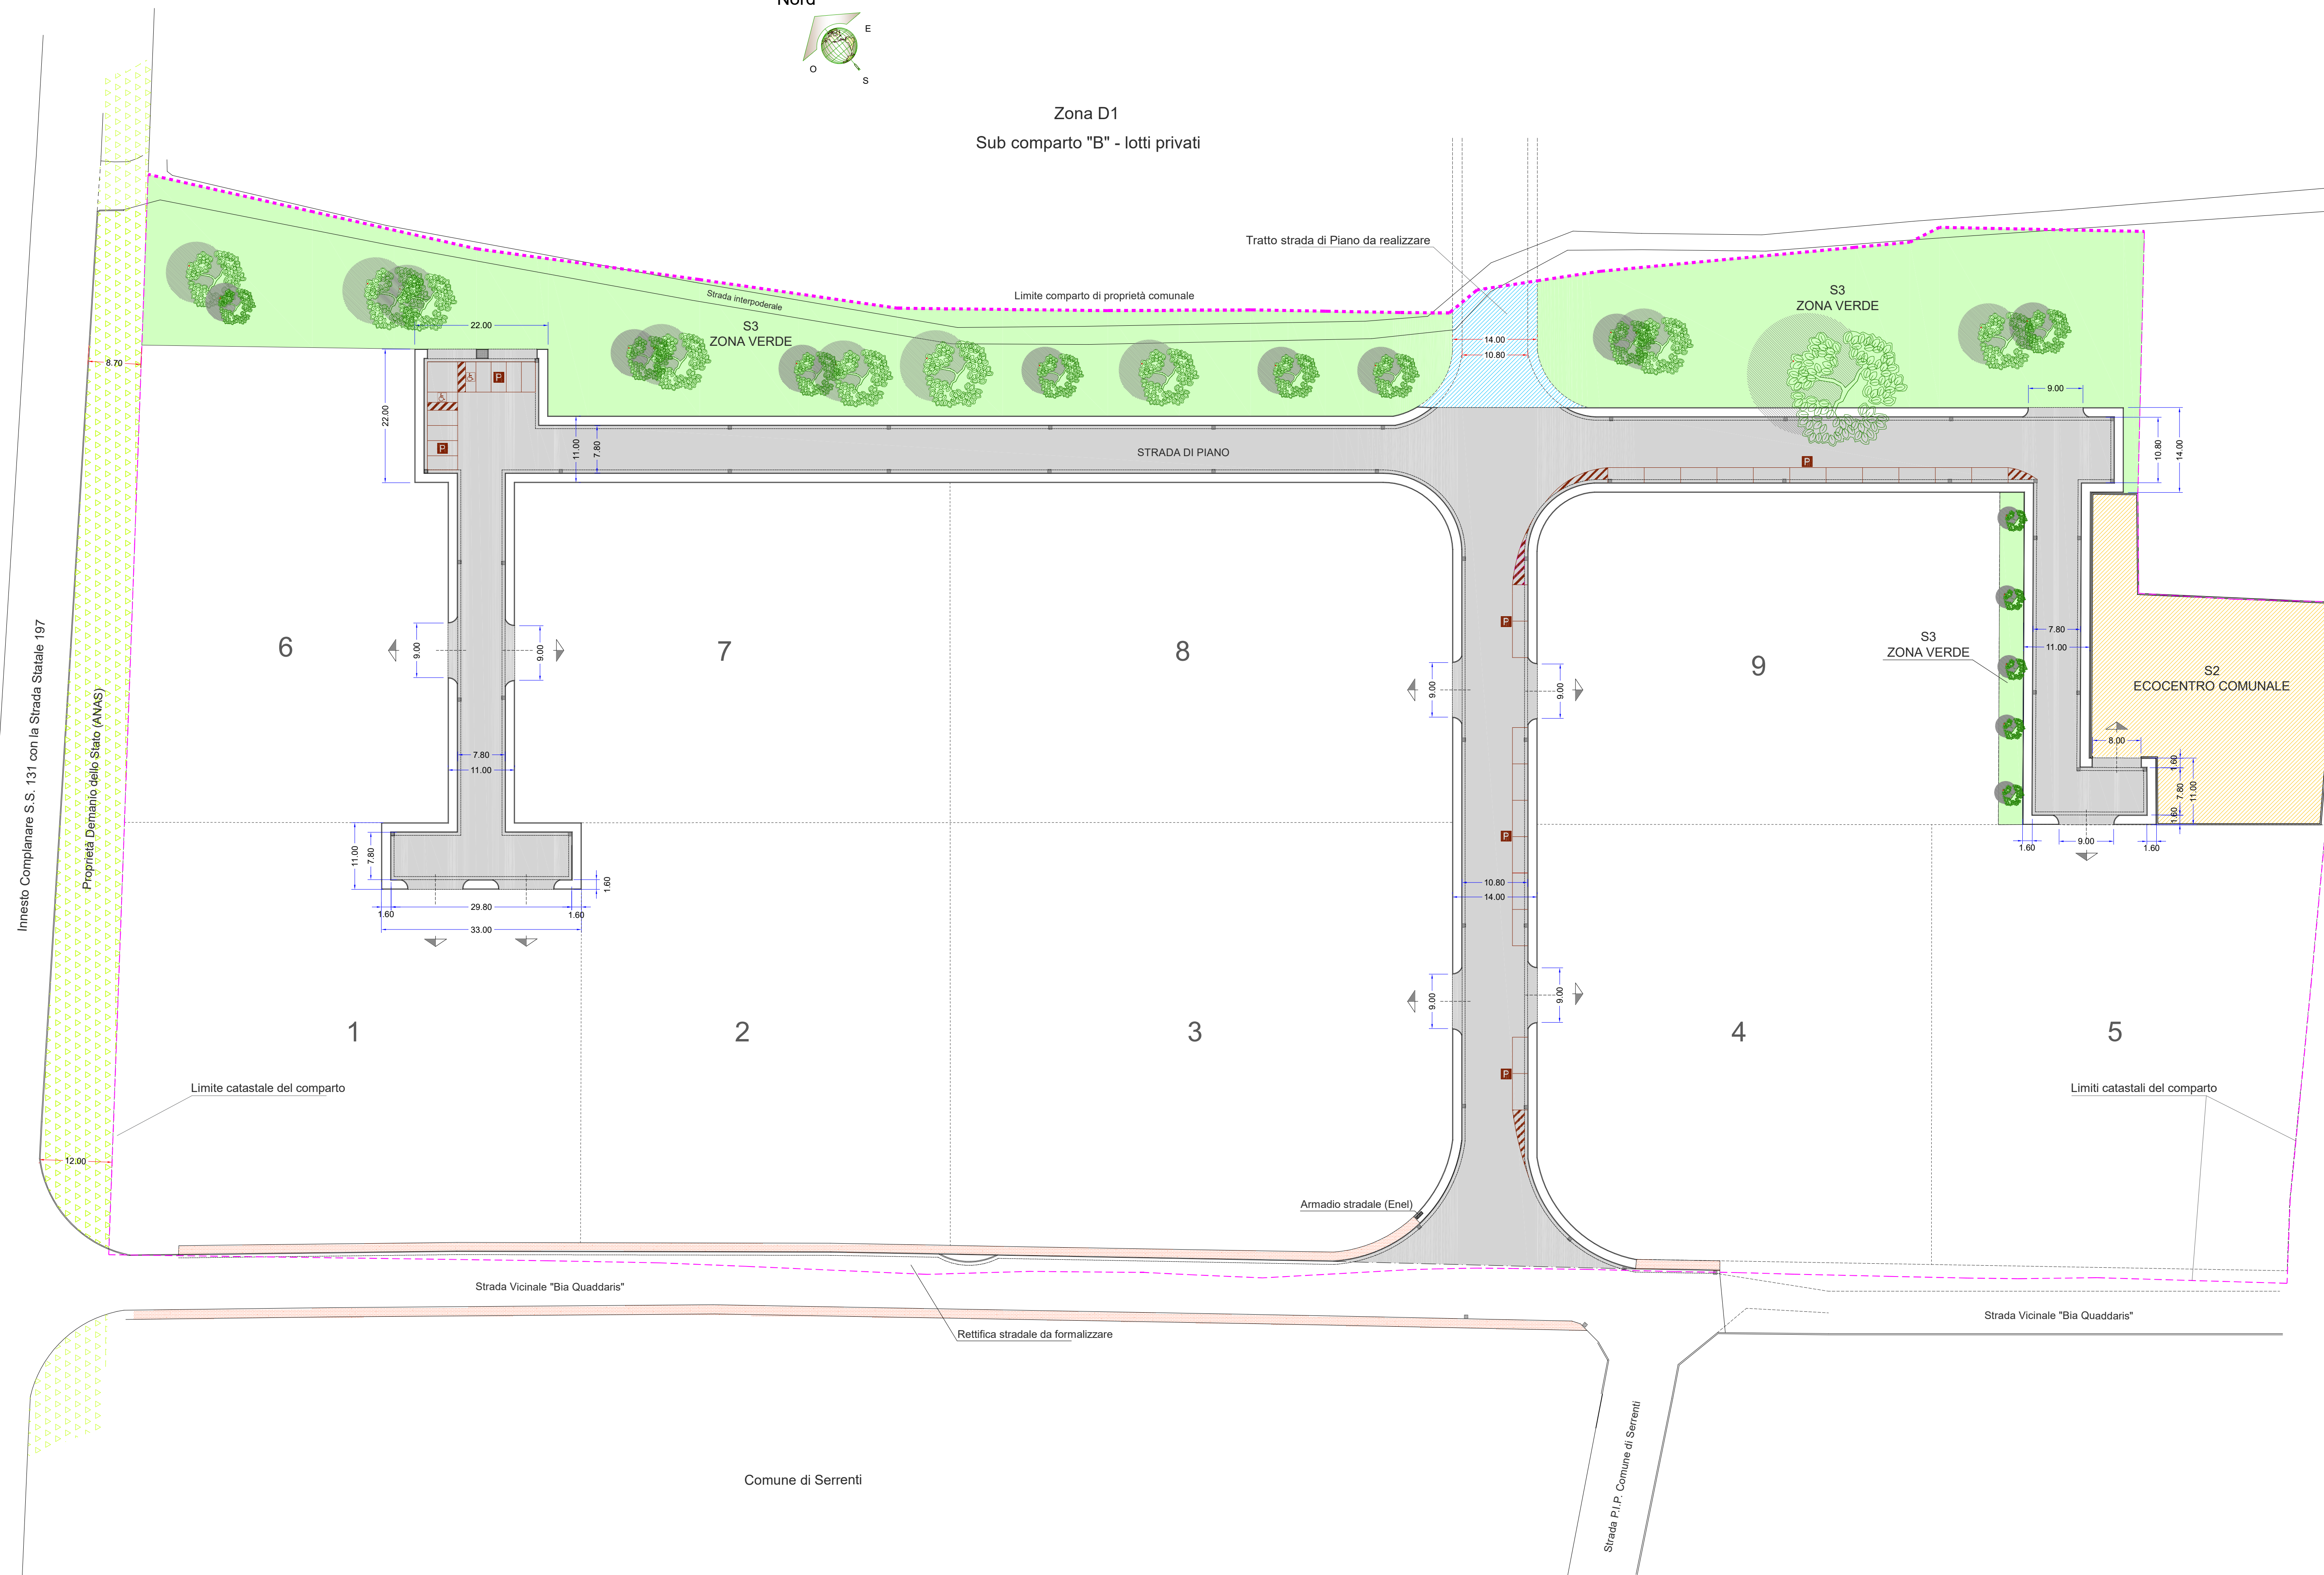 Nord
E
O
S
Zona D1
Sub comparto "B" - lotti privati
Tratto strada di Piano da realizzare
Limite comparto di proprietà comunale
Strada interpoderale
S3
ZONA VERDE
S3
ZONA VERDE
22.00
14.00
10.80
8.70
P
9.00
22.00
P
11.00
7.80
STRADA DI PIANO
P
10.80
14.00
Innesto Complanare S.S. 131 con la Strada Statale 197
Proprietà Demanio dello Stato (ANAS)
6
9.00
9.00
7
8
9.00
P
9.00
9
S3
ZONA VERDE
7.80
11.00
S2
ECOCENTRO COMUNALE
7.80
11.00
8.00
1.60
7.80
11.00
1.60
1.60
9.00
1.60
P
11.00
7.80
1.60
1.60
29.80
1.60
33.00
10.80
14.00
1
2
3
9.00
9.00
4
5
P
Limite catastale del comparto
Limiti catastali del comparto
12.00
Armadio stradale (Enel)
Strada Vicinale "Bia Quaddaris"
Strada Vicinale "Bia Quaddaris"
Rettifica stradale da formalizzare
Strada P.I.P. Comune di Serrenti
Comune di Serrenti